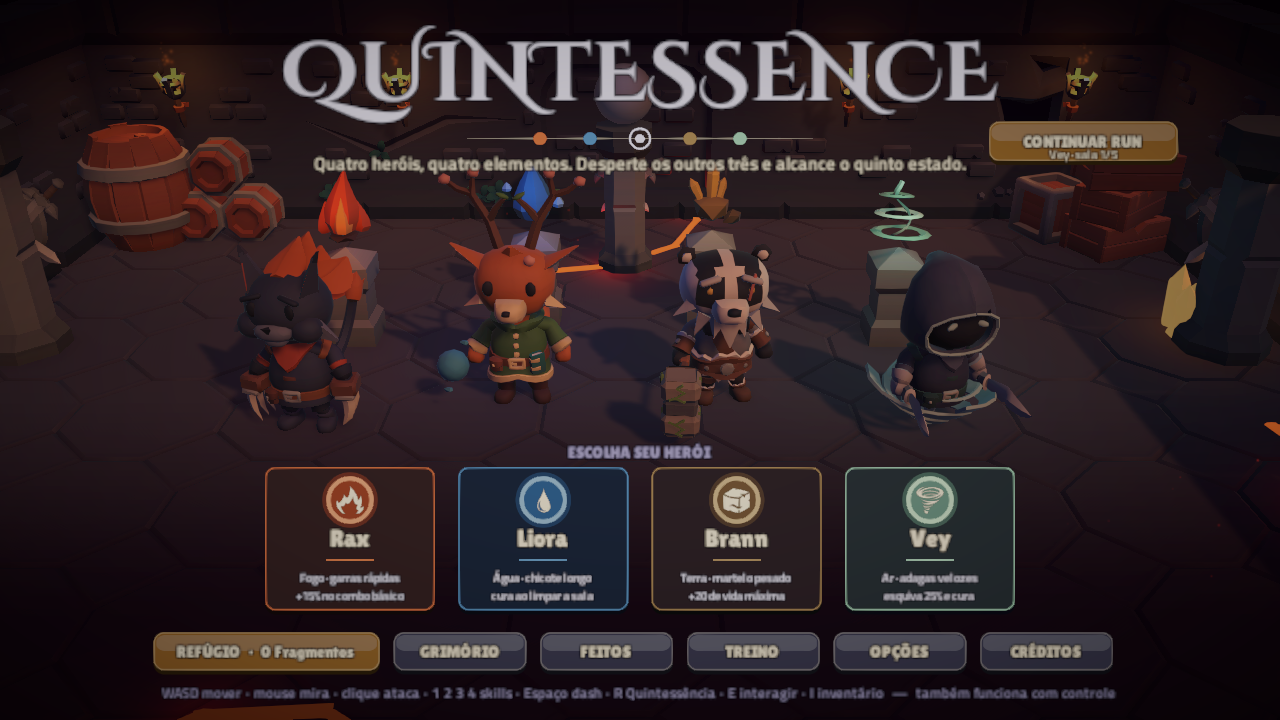 QUINTESSENCE
Quatro heróis, quatro elementos. Desperte os outros três e alcance o quinto estado.
CONTINUAR RUN
Vey · sala 1/5
ESCOLHA SEU HERÓI
Rax
Fogo · garras rápidas
+15% no combo básico
Liora
Água · chicote longo
cura ao limpar a sala
Brann
Terra · martelo pesado
+20 de vida máxima
Vey
Ar · adagas velozes
esquiva 25% e cura
REFÚGIO · 0 Fragmentos
GRIMÓRIO
FEITOS
TREINO
OPÇÕES
CRÉDITOS
WASD mover · mouse mira · clique ataca · 1 2 3 4 skills · Espaço dash · R Quintessência · E interagir · I inventário — também funciona com controle